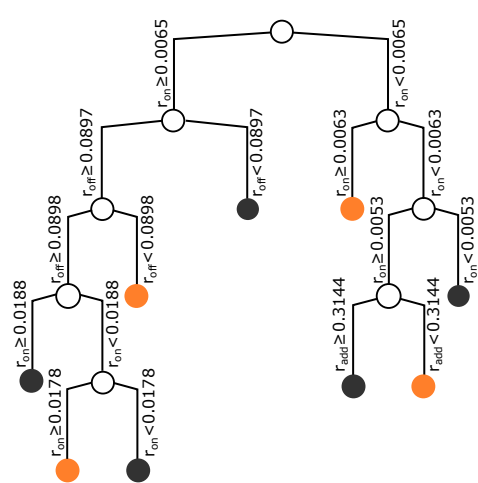 r_on≥0.0065
r_on<0.0065
r_off≥0.0897
r_off<0.0897
r_on≥0.0063
r_on<0.0063
r_off≥0.0898
r_off<0.0898
r_on≥0.0053
r_on<0.0053
r_on≥0.0188
r_on<0.0188
r_add≥0.3144
r_add<0.3144
r_on≥0.0178
r_on<0.0178